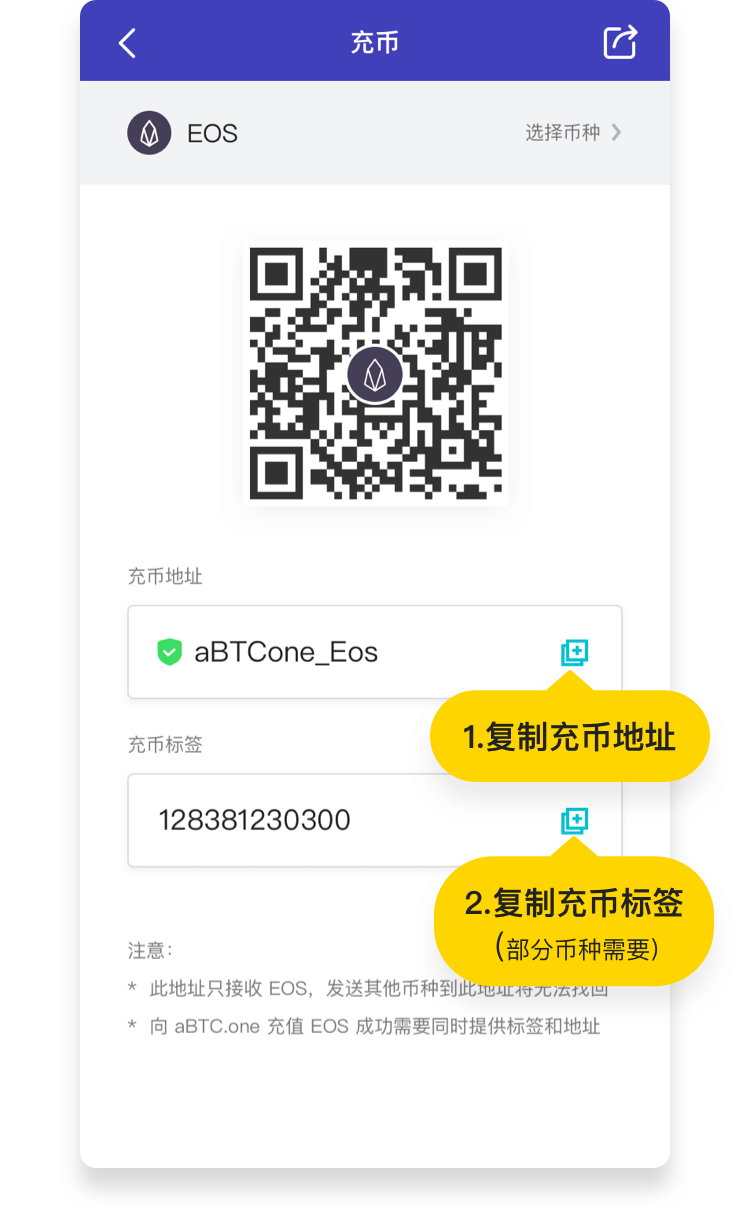 充币
EOS
选择币种
充币地址
aBTCone_Eos
1.复制充币地址
充币标签
128381230300
2.复制充币标签
(部分币种需要)
注意:
* 此地址只接收 EOS, 发送其他币种到此地址将无法找回
* 向 aBTC.one 充值 EOS 成功需要同时提供标签和地址